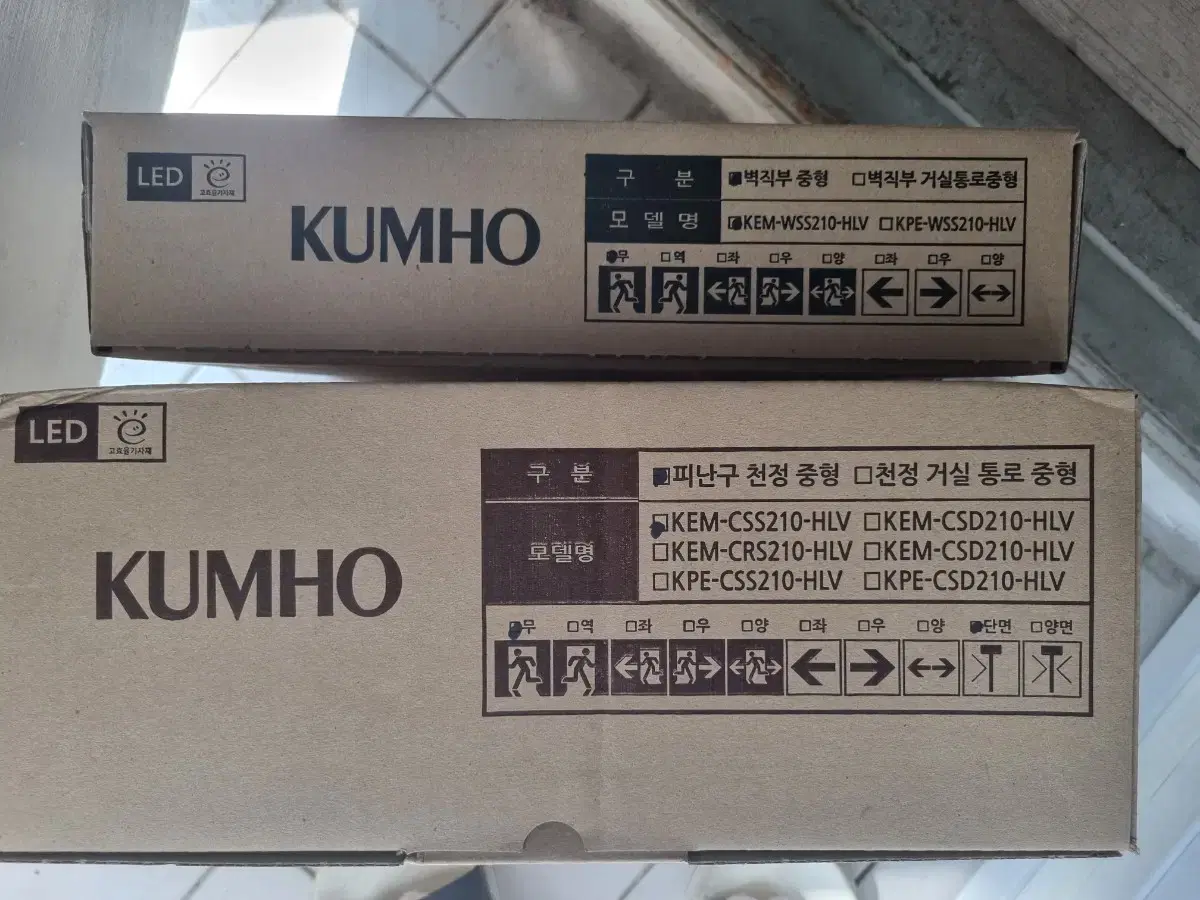 LED
고효율기자재
KUMHO
구 분 벽직부 중형 □벽직부 거실통로중형
모 델 명 KEM-WSS210-HLV □KPE-WSS210-HLV
무 □역 □좌 □우 □양 □좌 □우 □양
LED
고효율기자재
KUMHO
구 분 피난구 천정 중형 □천정 거실 통로 중형
모델명
□KEM-CSS210-HLV □KEM-CSD210-HLV
□KEM-CRS210-HLV □KEM-CSD210-HLV
□KPE-CSS210-HLV □KPE-CSD210-HLV
무 □역 □좌 □우 □양 □좌 □우 □양 단면 □양면